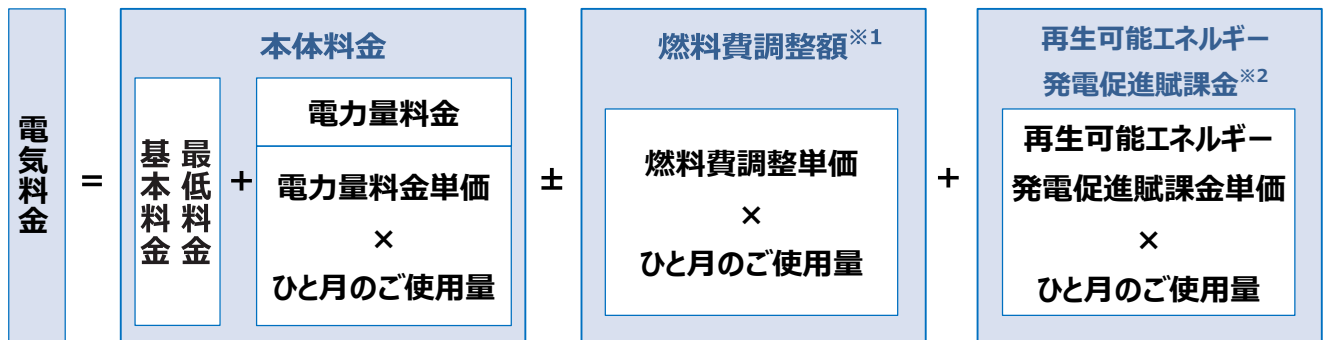 電気料金
=
本体料金
最低料金
基本料金
+
電力量料金
電力量料金単価
×
ひと月のご使用量
±
燃料費調整額※1
燃料費調整単価
×
ひと月のご使用量
+
再生可能エネルギー
発電促進賦課金※2
再生可能エネルギー
発電促進賦課金単価
×
ひと月のご使用量